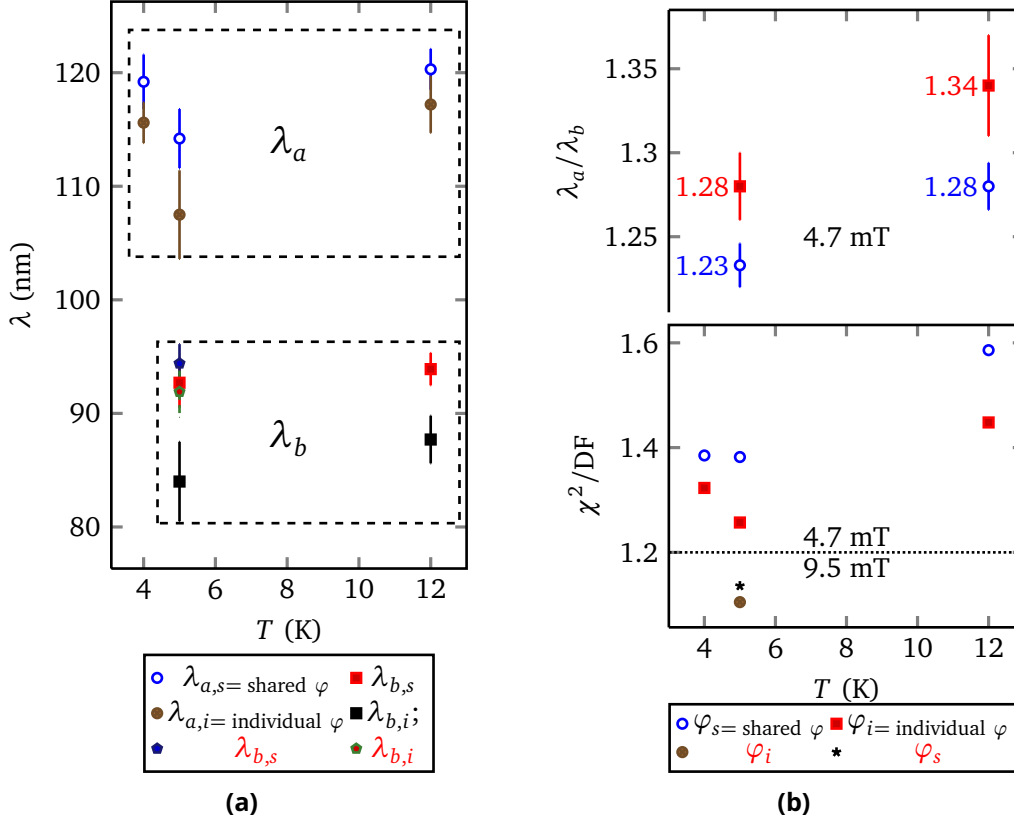 120
110
100
90
80
λ (nm)
λa
λb
4 6 8 10 12
T (K)
λa,s= shared φ λb,s
λa,i= individual φ λb,i;
λb,s λb,i
(a)
1.35
1.3
1.25
λa/λb
1.34
1.28
1.28
1.23
4.7 mT
1.6
1.4
1.2
χ²/DF
4.7 mT
9.5 mT
4 6 8 10 12
T (K)
φs= shared φ φi= individual φ
φi * φs
(b)